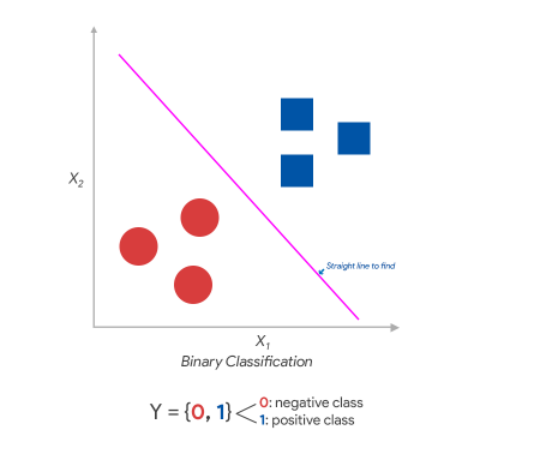 X2
Straight line to find
X1
Binary Classification
Y = {0, 1} < 0: negative class
1: positive class